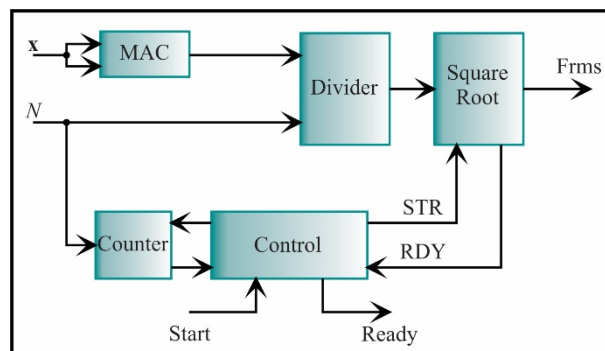 x
MAC
Divider
Square
Root
Frms
N
STR
Counter
Control
RDY
Start
Ready